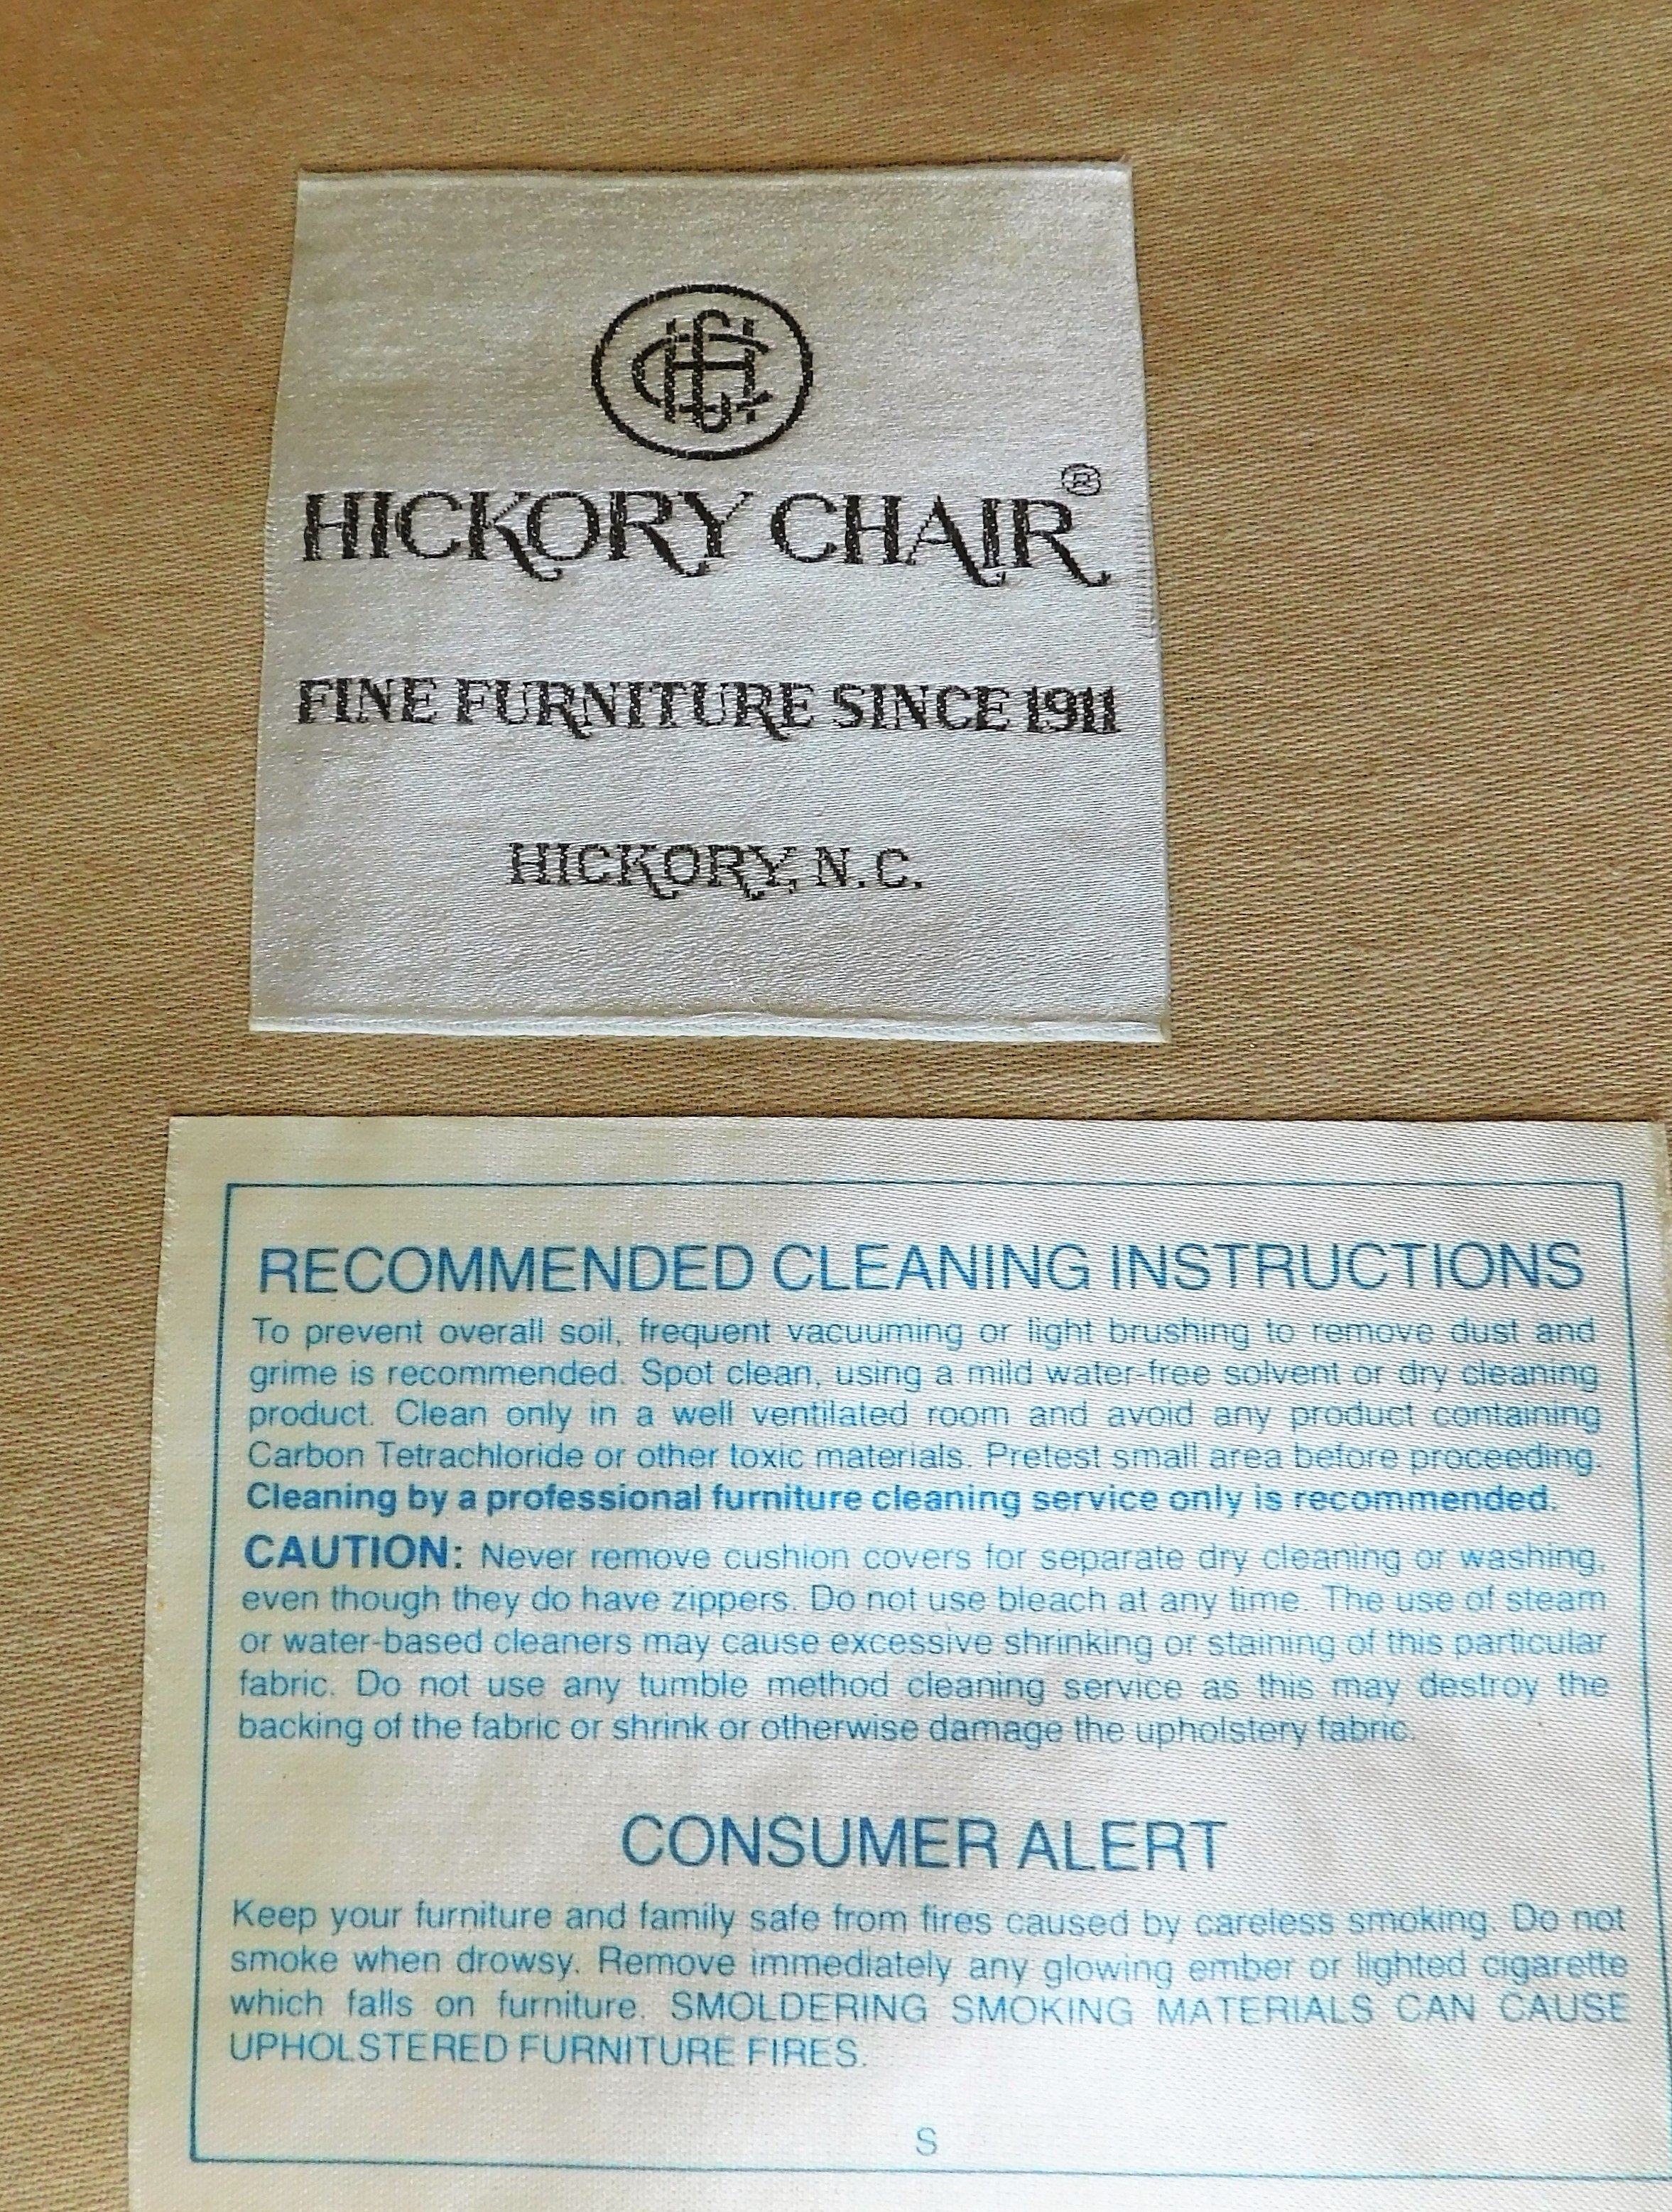 HCC
HICKORY CHAIR®
FINE FURNITURE SINCE 1911
HICKORY, N.C.
RECOMMENDED CLEANING INSTRUCTIONS
To prevent overall soil, frequent vacuuming or light brushing to remove dust and
grime is recommended. Spot clean, using a mild water-free solvent or dry cleaning
product. Clean only in a well ventilated room and avoid any product containing
Carbon Tetrachloride or other toxic materials. Pretest small area before proceeding.
Cleaning by a professional furniture cleaning service only is recommended.
CAUTION: Never remove cushion covers for separate dry cleaning or washing,
even though they do have zippers. Do not use bleach at any time. The use of steam
or water-based cleaners may cause excessive shrinking or staining of this particular
fabric. Do not use any tumble method cleaning service as this may destroy the
backing of the fabric or shrink or otherwise damage the upholstery fabric.
CONSUMER ALERT
Keep your furniture and family safe from fires caused by careless smoking. Do not
smoke when drowsy. Remove immediately any glowing ember or lighted cigarette
which falls on furniture. SMOLDERING SMOKING MATERIALS CAN CAUSE
UPHOLSTERED FURNITURE FIRES.
S